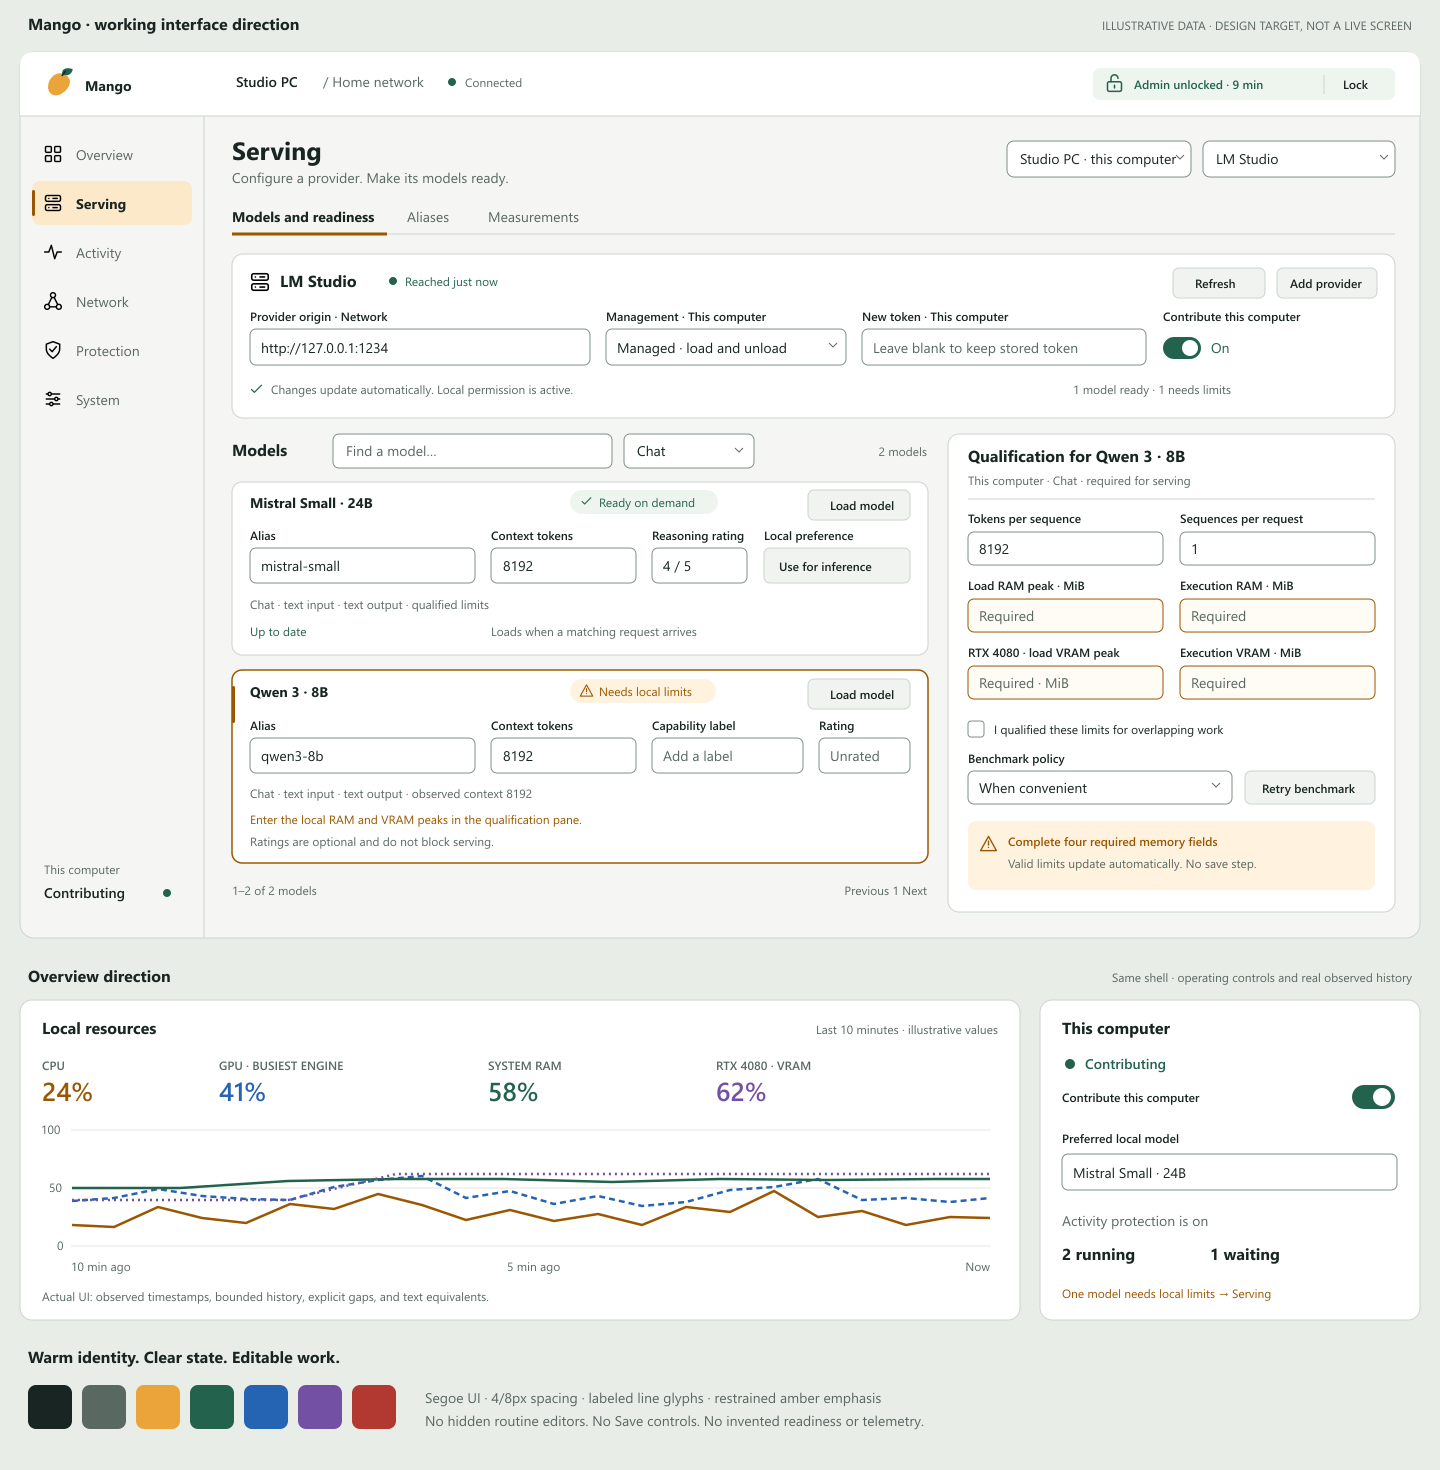 Mango · working interface direction
ILLUSTRATIVE DATA · DESIGN TARGET, NOT A LIVE SCREEN
Mango
Studio PC / Home network Connected
Admin unlocked · 9 min Lock
Overview
Serving
Activity
Network
Protection
System
This computer
Contributing
Serving
Configure a provider. Make its models ready.
Studio PC · this computer
LM Studio
Models and readiness Aliases Measurements
LM Studio Reached just now
Refresh Add provider
Provider origin · Network Management · This computer New token · This computer Contribute this computer
http://127.0.0.1:1234 Managed · load and unload Leave blank to keep stored token On
Changes update automatically. Local permission is active. 1 model ready · 1 needs limits
Models Find a model... Chat 2 models
Mistral Small · 24B Ready on demand Load model
Alias Context tokens Reasoning rating Local preference
mistral-small 8192 4 / 5 Use for inference
Chat · text input · text output · qualified limits
Up to date Loads when a matching request arrives
Qwen 3 · 8B Needs local limits Load model
Alias Context tokens Capability label Rating
qwen3-8b 8192 Add a label Unrated
Chat · text input · text output · observed context 8192
Enter the local RAM and VRAM peaks in the qualification pane.
Ratings are optional and do not block serving.
1–2 of 2 models Previous 1 Next
Qualification for Qwen 3 · 8B
This computer · Chat · required for serving
Tokens per sequence Sequences per request
8192 1
Load RAM peak · MiB Execution RAM · MiB
Required Required
RTX 4080 · load VRAM peak Execution VRAM · MiB
Required · MiB Required
I qualified these limits for overlapping work
Benchmark policy
When convenient Retry benchmark
Complete four required memory fields
Valid limits update automatically. No save step.
Overview direction
Same shell · operating controls and real observed history
Local resources Last 10 minutes · illustrative values
CPU GPU · BUSIEST ENGINE SYSTEM RAM RTX 4080 · VRAM
24% 41% 58% 62%
100
50
0
10 min ago 5 min ago Now
Actual UI: observed timestamps, bounded history, explicit gaps, and text equivalents.
This computer
Contributing
Contribute this computer
Preferred local model
Mistral Small · 24B
Activity protection is on
2 running 1 waiting
One model needs local limits → Serving
Warm identity. Clear state. Editable work.
Segoe UI · 4/8px spacing · labeled line glyphs · restrained amber emphasis
No hidden routine editors. No Save controls. No invented readiness or telemetry.